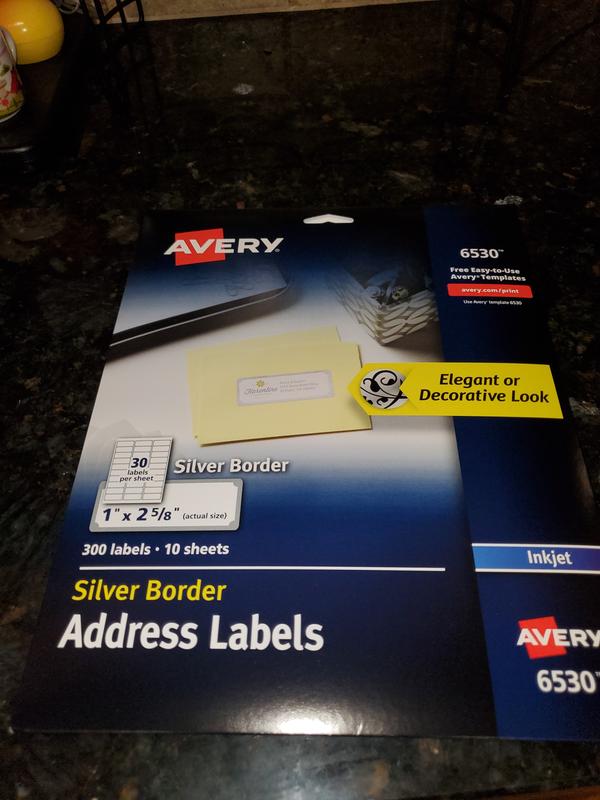 AVERY
6530™
Free Easy-to-Use
Avery® Templates
avery.com/print
Use Avery® template 6530
Elegant or
Decorative Look
30
labels
per sheet
Silver Border
1" x 2 5/8" (actual size)
300 labels • 10 sheets
Inkjet
Silver Border
Address Labels
AVERY
6530™